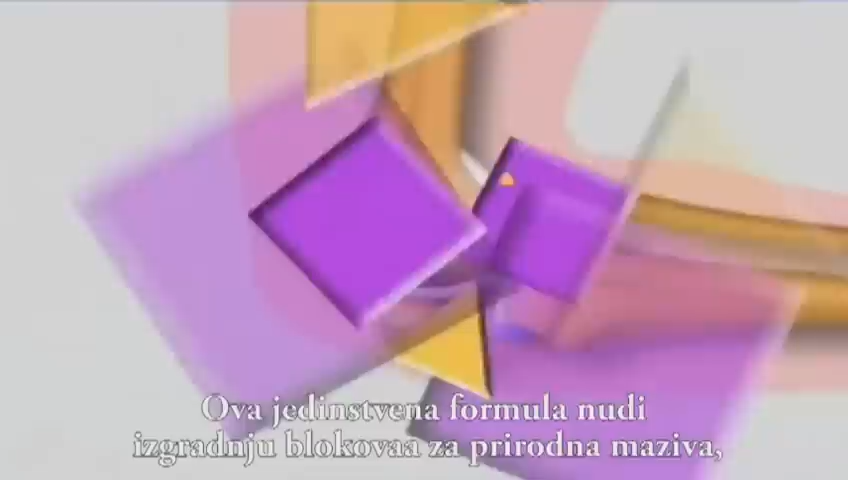 Ova jedinstvena formula nudi
izgradnju blokovaa za prirodna maziva,